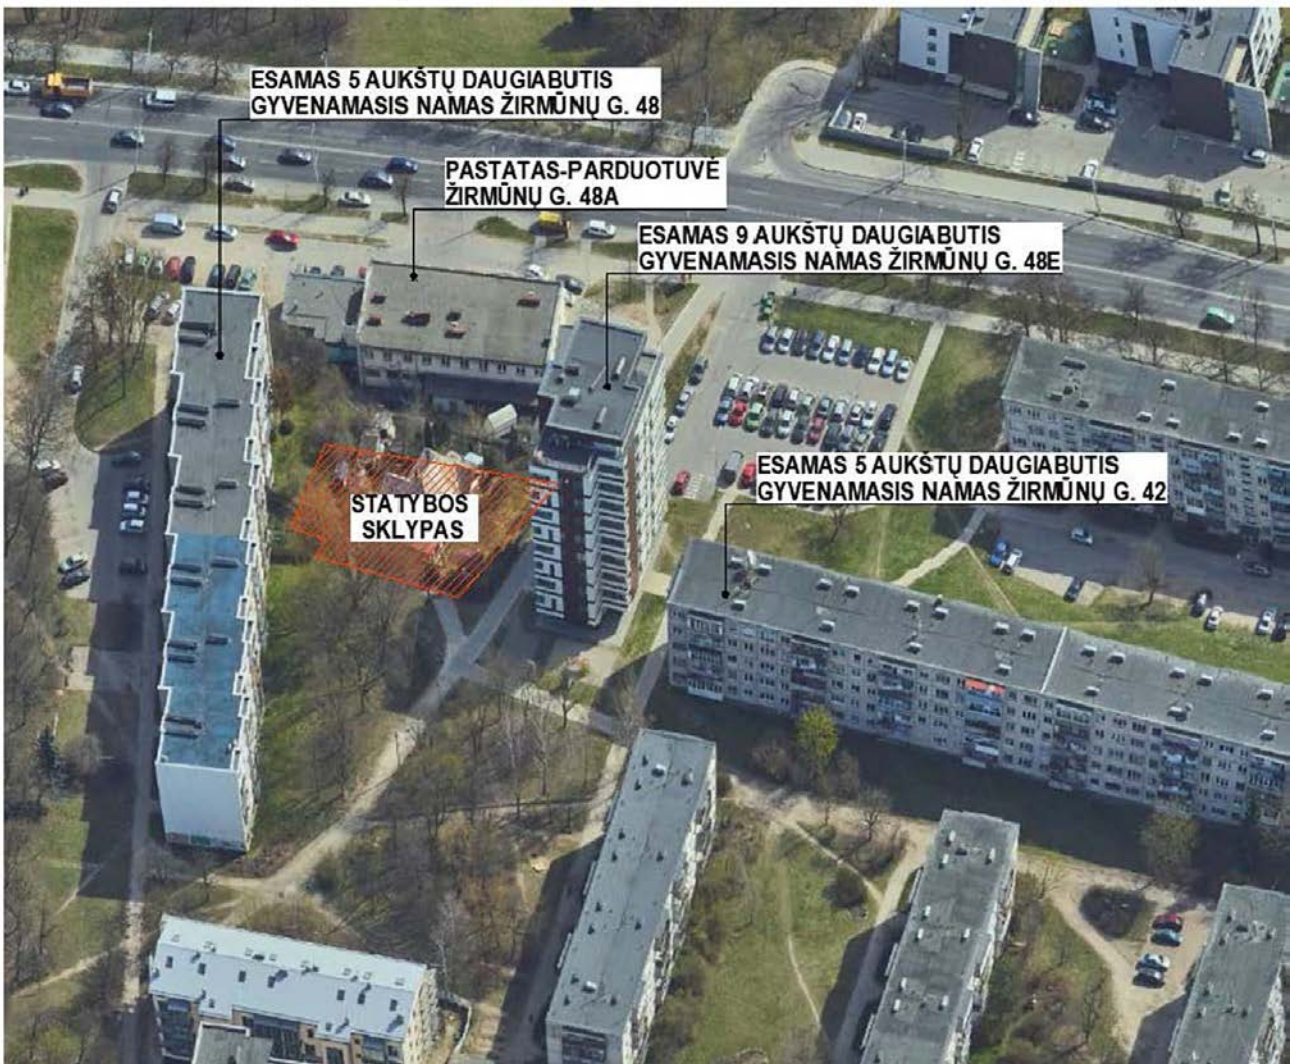 ESAMAS 5 AUKŠTŲ DAUGIABUTIS
GYVENAMASIS NAMAS ŽIRMŪNŲ G. 48
PASTATAS-PARDUOTUVĖ
ŽIRMŪNŲ G. 48A
ESAMAS 9 AUKŠTŲ DAUGIABUTIS
GYVENAMASIS NAMAS ŽIRMŪNŲ G. 48E
ESAMAS 5 AUKŠTŲ DAUGIABUTIS
GYVENAMASIS NAMAS ŽIRMŪNŲ G. 42
STATYBOS
SKLYPAS